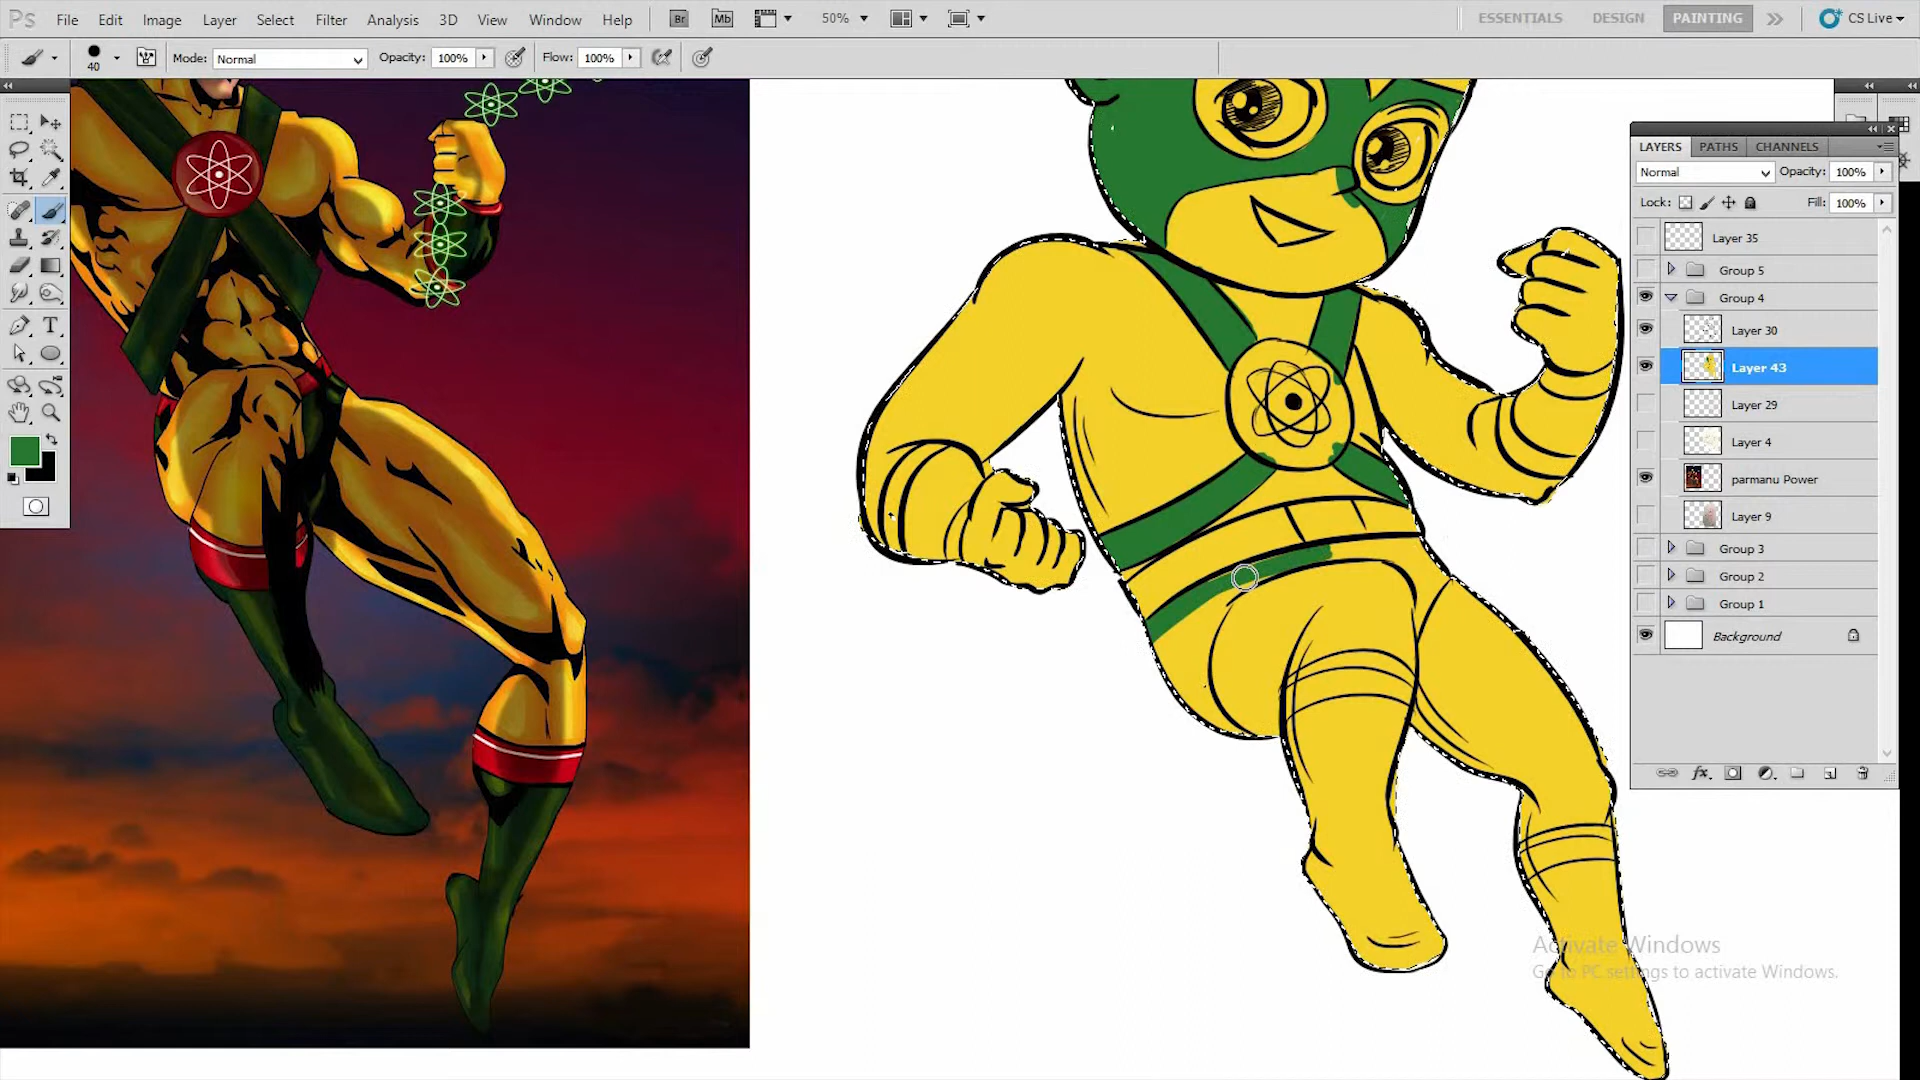 Ps File Edit Image Layer Select Filter Analysis 3D View Window Help Br Mb 50% ESSENTIALS DESIGN PAINTING CS Live
40 Mode: Normal Opacity: 100% Flow: 100%
LAYERS PATHS CHANNELS
Normal Opacity: 100%
Lock: Fill: 100%
Layer 35
Group 5
Group 4
Layer 30
Layer 43
Layer 29
Layer 4
parmanu Power
Layer 9
Group 3
Group 2
Group 1
Background
fx
T
Activate Windows
Go to PC settings to activate Windows.